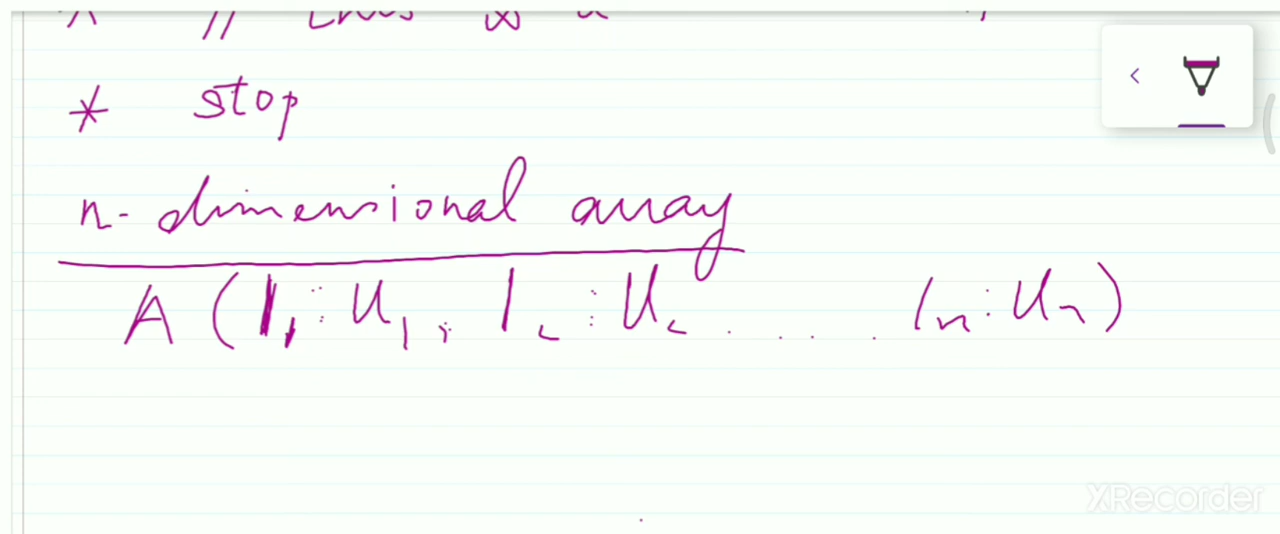 * stop
n-dimensional array
A ( l₁ : u₁, l₂ : u₂ ..... lₙ : uₙ )
XRecorder